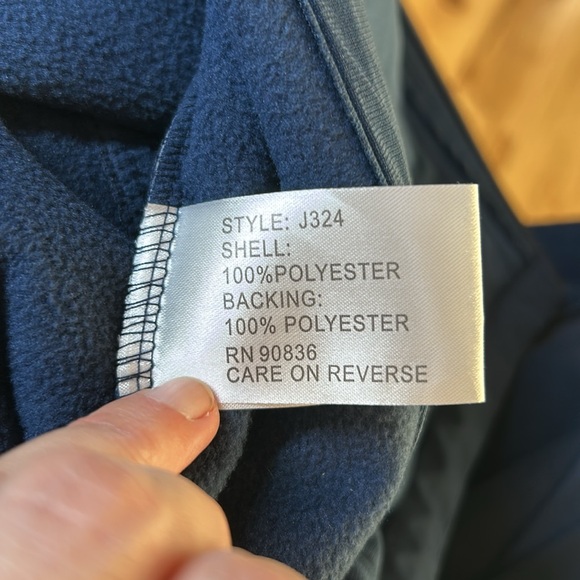 STYLE: J324
SHELL:
100%POLYESTER
BACKING:
100% POLYESTER
RN 90836
CARE ON REVERSE